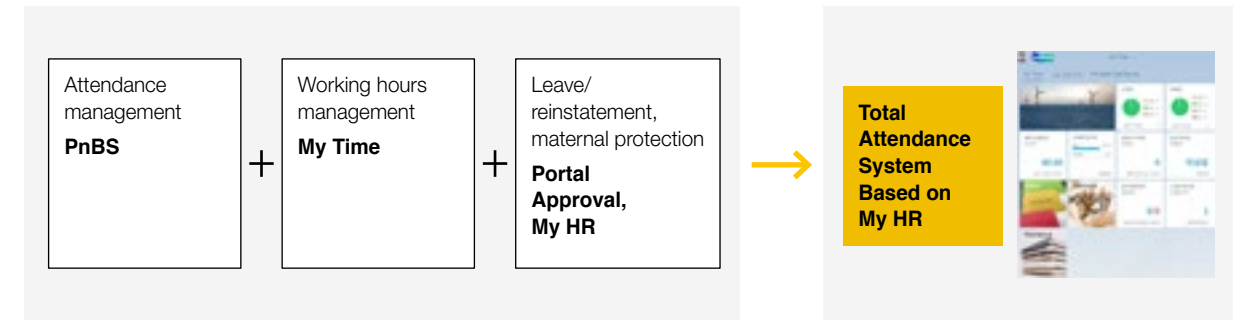 Attendance
management
PnBS
+
Working hours
management
My Time
+
Leave/
reinstatement,
maternal protection
Portal
Approval,
My HR
Total
Attendance
System
Based on
My HR